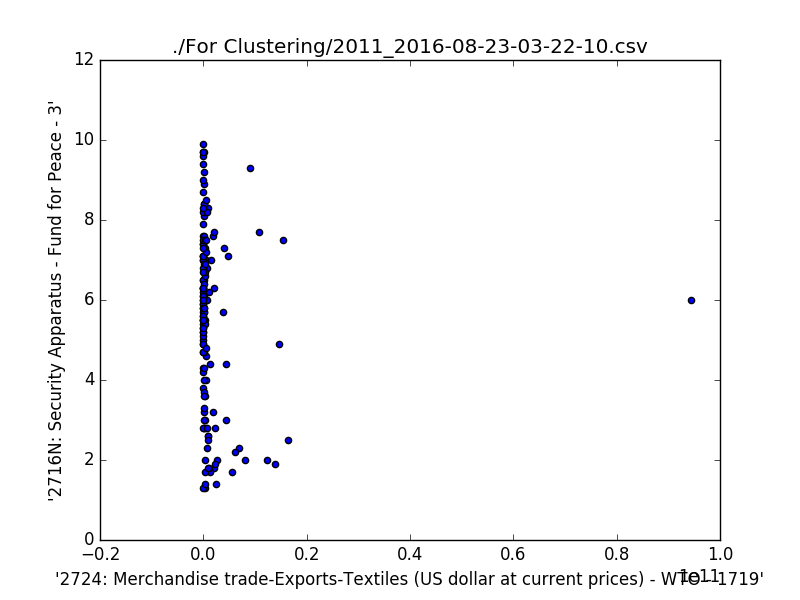 ./For Clustering/2011_2016-08-23-03-22-10.csv
12
10
8
6
4
2
0
'2716N: Security Apparatus - Fund for Peace - 3'
−0.2 0.0 0.2 0.4 0.6 0.8 1.0
1e11
'2724: Merchandise trade-Exports-Textiles (US dollar at current prices) - WTO - 1719'